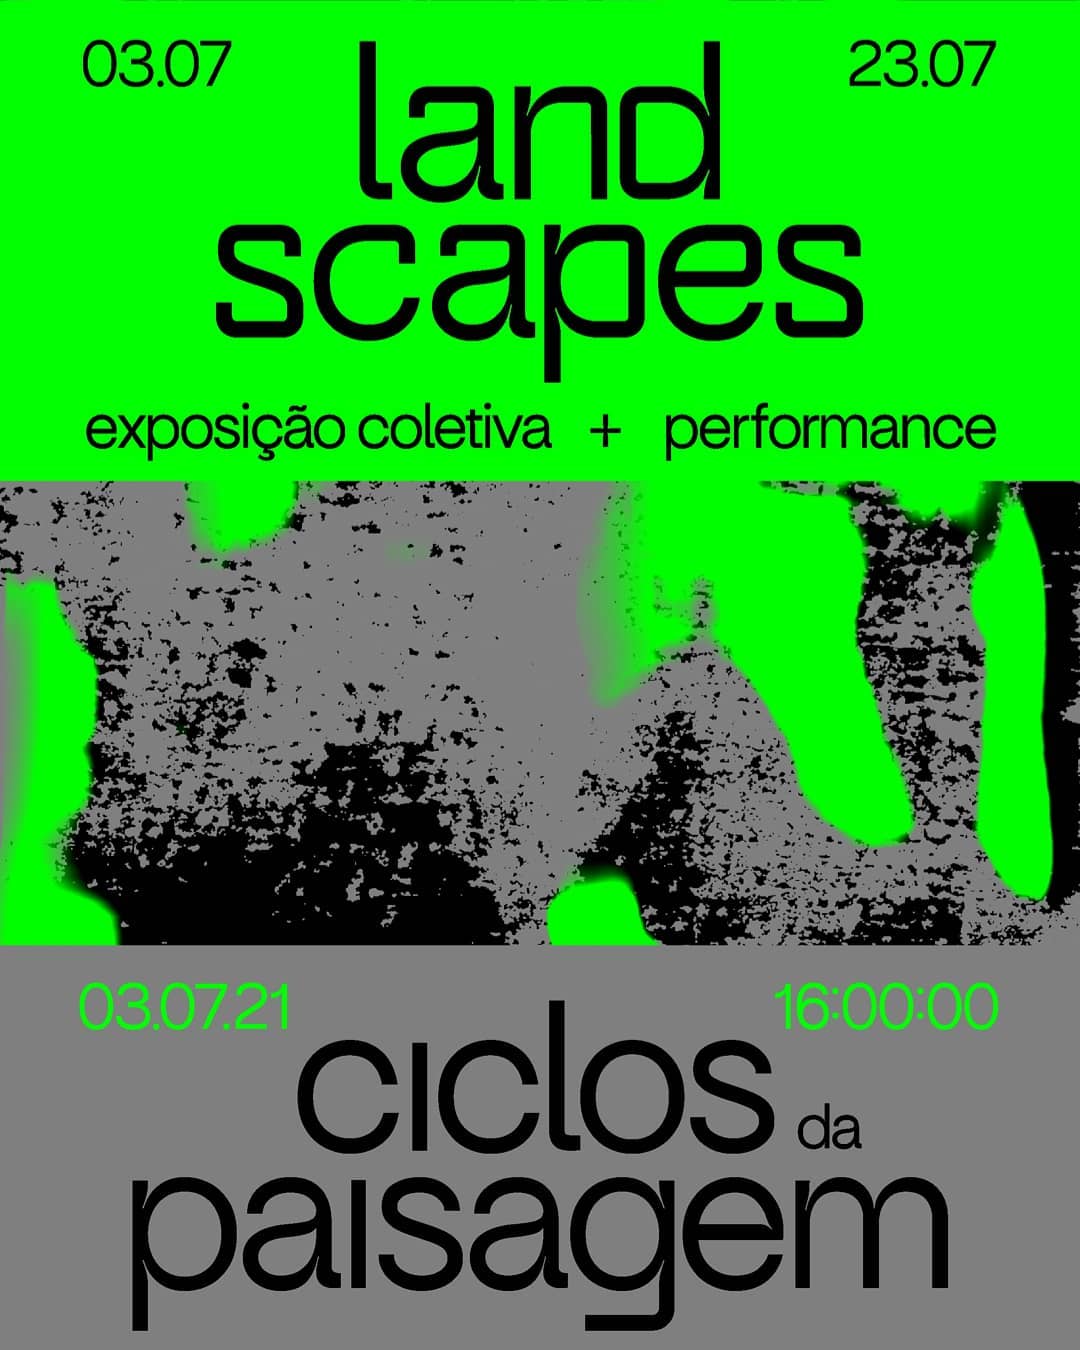 03.07
23.07
land
scapes
exposição coletiva + performance
03.07.21
16:00:00
ciclos da
paisagem